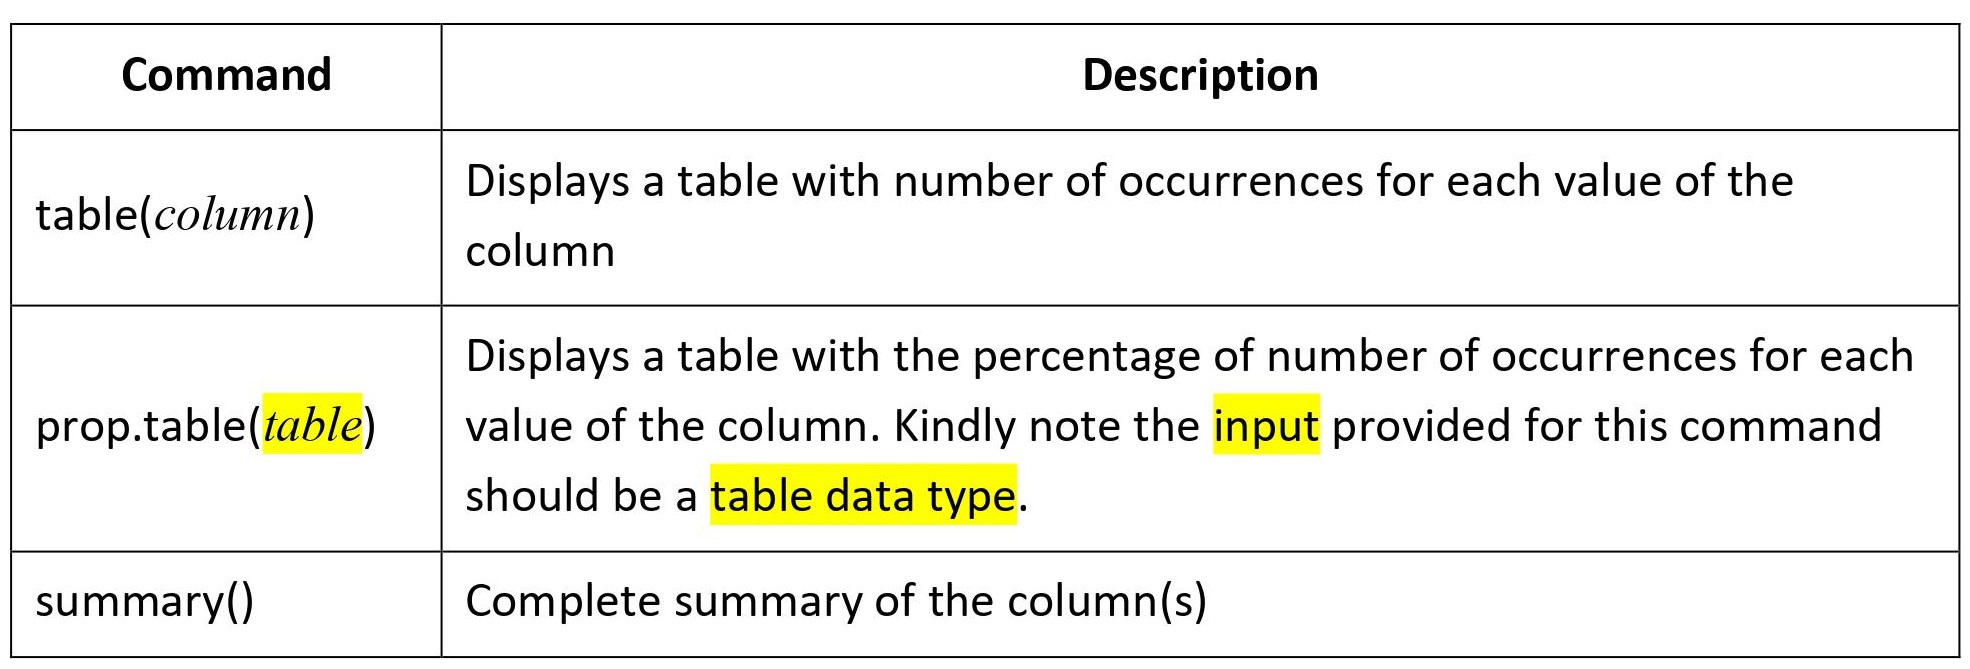 Command
Description
table(column)
Displays a table with number of occurrences for each value of the
column
prop.table(table)
Displays a table with the percentage of number of occurrences for each
value of the column. Kindly note the input provided for this command
should be a table data type.
summary()
Complete summary of the column(s)